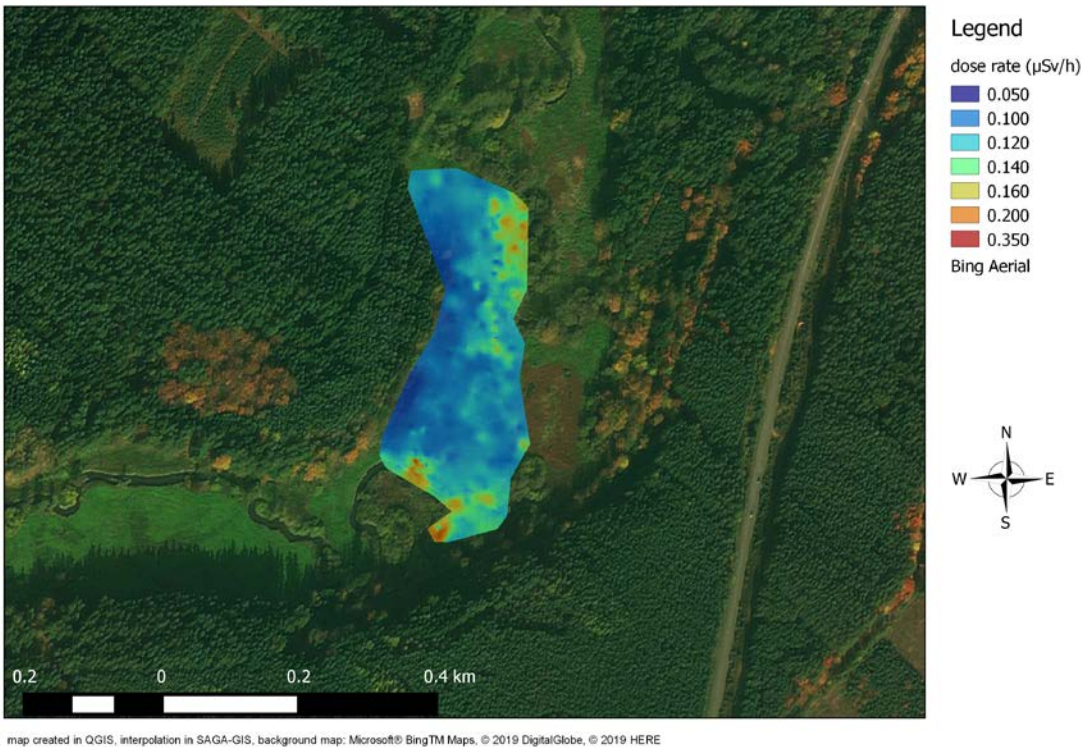 Legend
dose rate (μSv/h)
0.050
0.100
0.120
0.140
0.160
0.200
0.350
Bing Aerial
N
W E
S
0.2 0 0.2 0.4 km
map created in QGIS, interpolation in SAGA-GIS, background map: Microsoft® BingTM Maps, © 2019 DigitalGlobe, © 2019 HERE